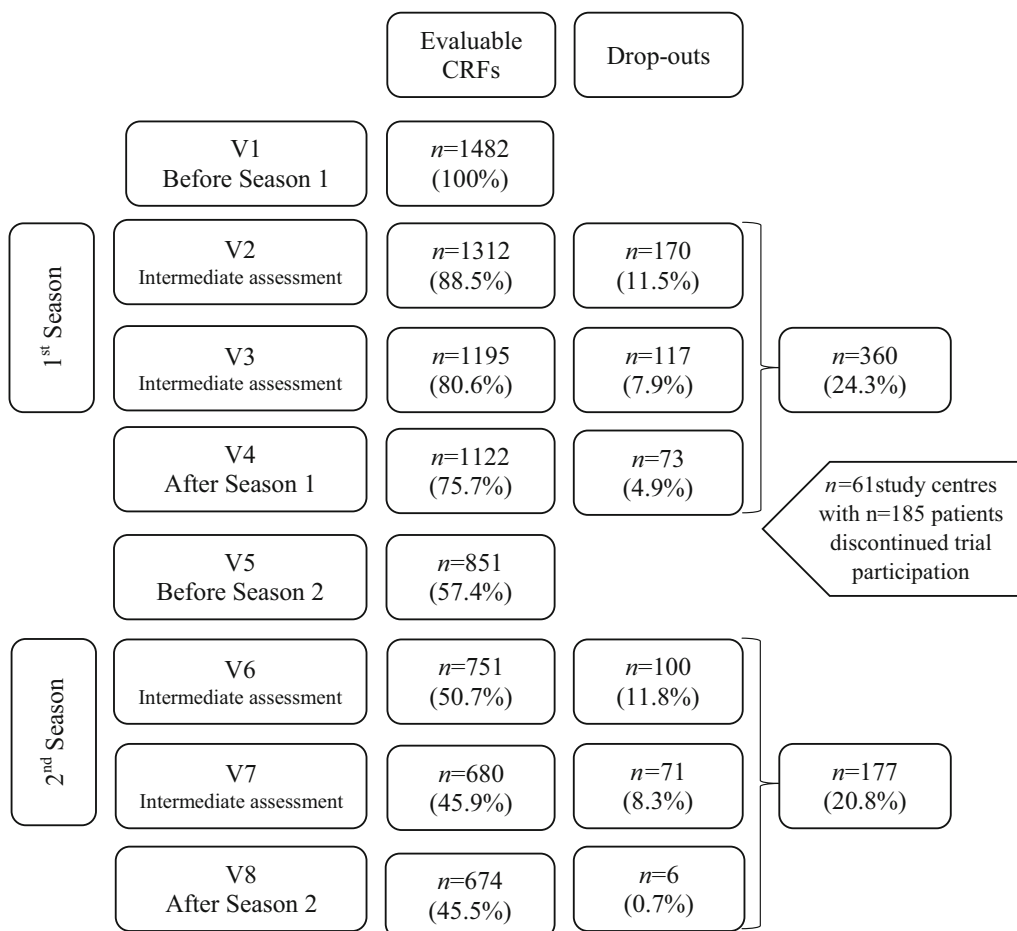 Evaluable
CRFs
Drop-outs
V1
Before Season 1
n=1482
(100%)
1st Season
V2
Intermediate assessment
n=1312
(88.5%)
n=170
(11.5%)
V3
Intermediate assessment
n=1195
(80.6%)
n=117
(7.9%)
n=360
(24.3%)
V4
After Season 1
n=1122
(75.7%)
n=73
(4.9%)
n=61study centres
with n=185 patients
discontinued trial
participation
V5
Before Season 2
n=851
(57.4%)
2nd Season
V6
Intermediate assessment
n=751
(50.7%)
n=100
(11.8%)
V7
Intermediate assessment
n=680
(45.9%)
n=71
(8.3%)
n=177
(20.8%)
V8
After Season 2
n=674
(45.5%)
n=6
(0.7%)